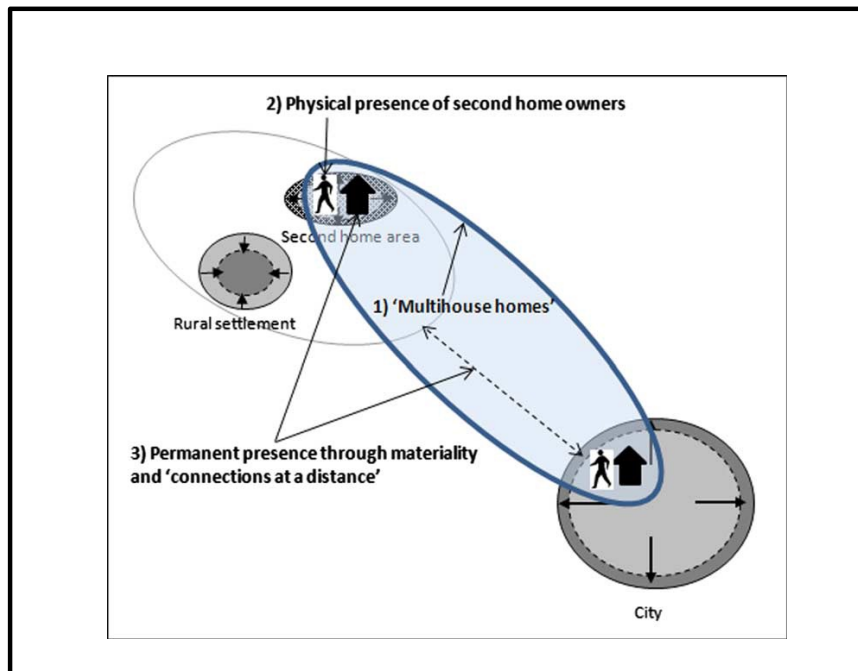 2) Physical presence of second home owners
Second home area
Rural settlement
1) ‘Multihouse homes’
3) Permanent presence through materiality
and ‘connections at a distance’
City